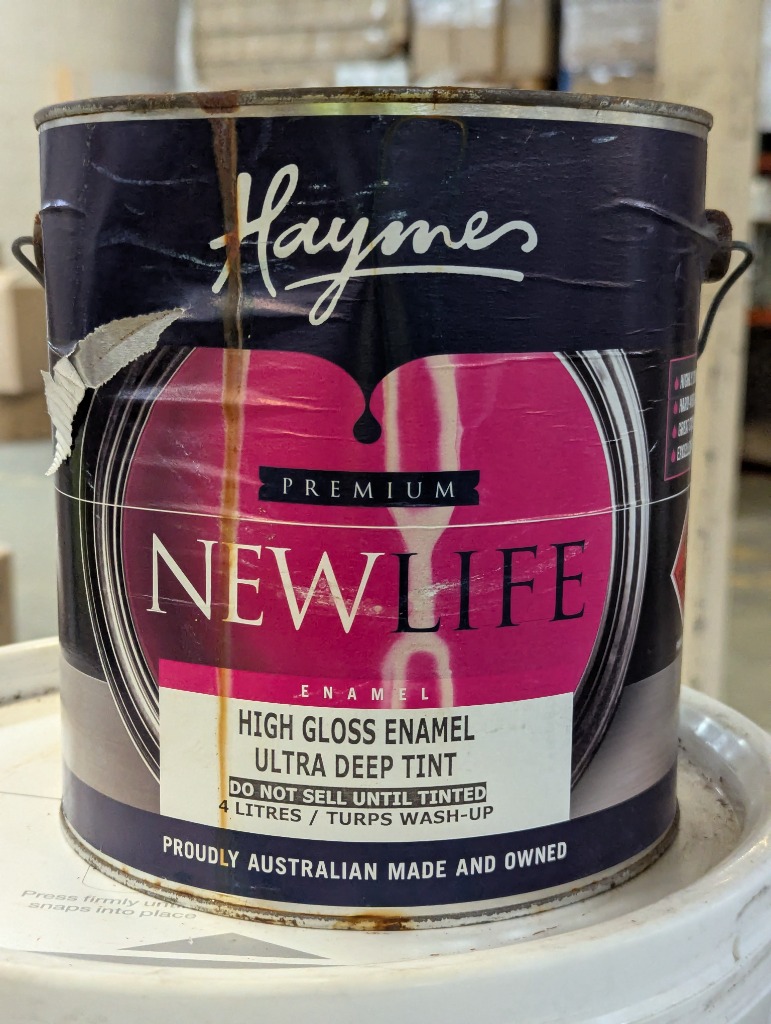 Haymes
PREMIUM
NEWLIFE
ENAMEL
HIGH GLOSS ENAMEL
ULTRA DEEP TINT
DO NOT SELL UNTIL TINTED
4 LITRES / TURPS WASH-UP
PROUDLY AUSTRALIAN MADE AND OWNED
Press firmly
snaps into place